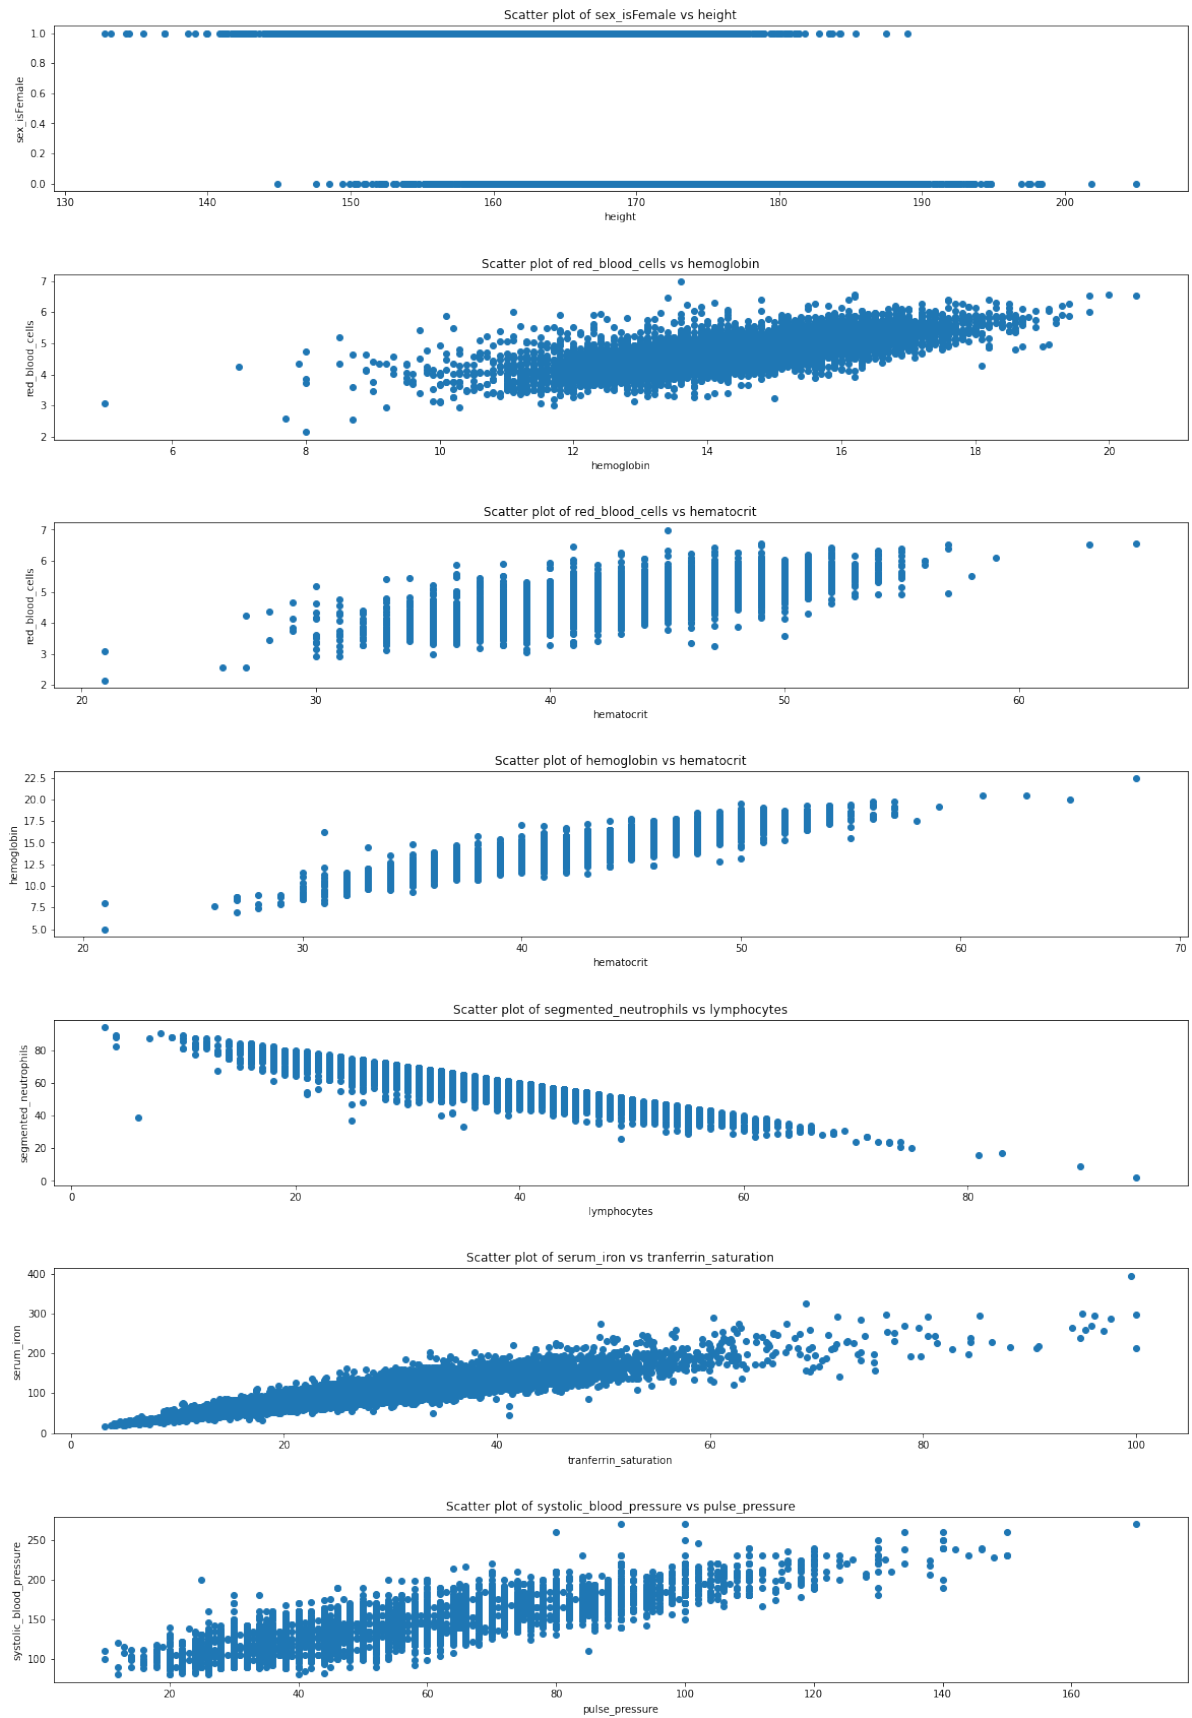 Scatter plot of sex_isFemale vs height
sex_isFemale
1.0
0.8
0.6
0.4
0.2
0.0
130 140 150 160 170 180 190 200
height
Scatter plot of red_blood_cells vs hemoglobin
red_blood_cells
7
6
5
4
3
2
6 8 10 12 14 16 18 20
hemoglobin
Scatter plot of red_blood_cells vs hematocrit
red_blood_cells
7
6
5
4
3
2
20 30 40 50 60
hematocrit
Scatter plot of hemoglobin vs hematocrit
hemoglobin
22.5
20.0
17.5
15.0
12.5
10.0
7.5
5.0
20 30 40 50 60 70
hematocrit
Scatter plot of segmented_neutrophils vs lymphocytes
segmented_neutrophils
80
60
40
20
0
0 20 40 60 80
lymphocytes
Scatter plot of serum_iron vs tranferrin_saturation
serum_iron
400
300
200
100
0
0 20 40 60 80 100
tranferrin_saturation
Scatter plot of systolic_blood_pressure vs pulse_pressure
systolic_blood_pressure
250
200
150
100
20 40 60 80 100 120 140 160
pulse_pressure